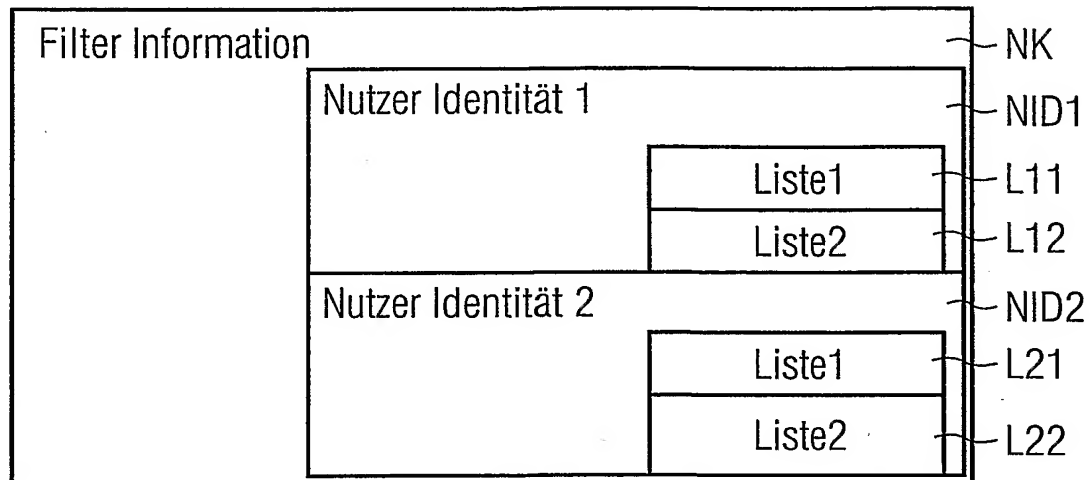 Filter Information NK
Nutzer Identität 1 NID1
Liste1 L11
Liste2 L12
Nutzer Identität 2 NID2
Liste1 L21
Liste2 L22